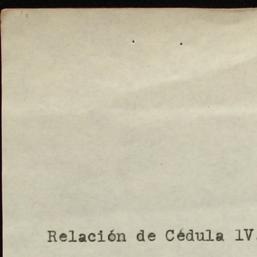 Relación de Cédula 1V.